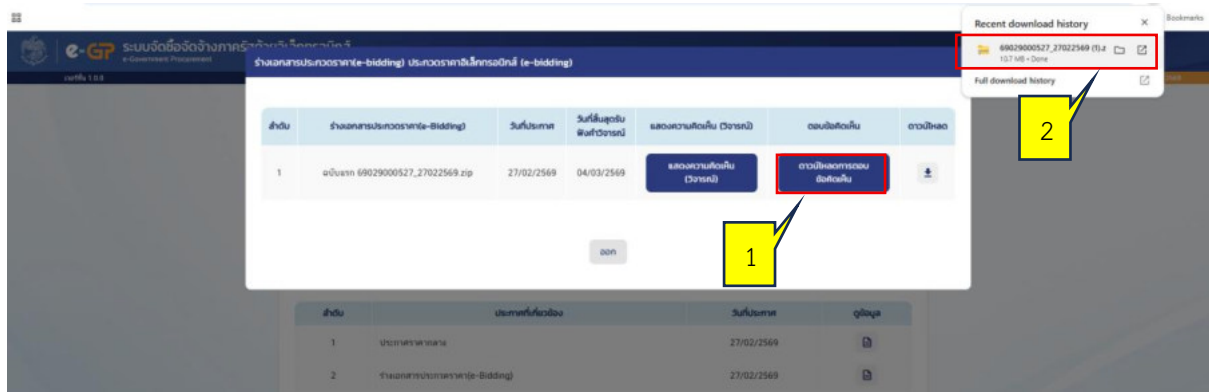 Recent download history
Bookmarks
69029000527_27022569 (1).z
10.7 MB • Done
Full download history
e-GP ระบบจัดซื้อจัดจ้างภาครัฐด้วยอิเล็กทรอนิกส์
e-Government Procurement
เวอร์ชั่น 1.0.8
ร่างเอกสารประกวดราคา(e-bidding) ประกวดราคาอิเล็กทรอนิกส์ (e-bidding)
2
ลำดับ ร่างเอกสารประกวดราคา(e-Bidding) วันที่ประกาศ วันที่สิ้นสุดรับฟังคำวิจารณ์ แสดงความคิดเห็น (วิจารณ์) ตอบข้อคิดเห็น ดาวน์โหลด
1 ฉบับแรก 69029000527_27022569.zip 27/02/2569 04/03/2569 แสดงความคิดเห็น (วิจารณ์) ดาวน์โหลดการตอบข้อคิดเห็น
1
ออก
ลำดับ ประกาศที่เกี่ยวข้อง วันที่ประกาศ ดูข้อมูล
1 ประกาศราคากลาง 27/02/2569
2 ร่างเอกสารประกวดราคา(e-Bidding) 27/02/2569